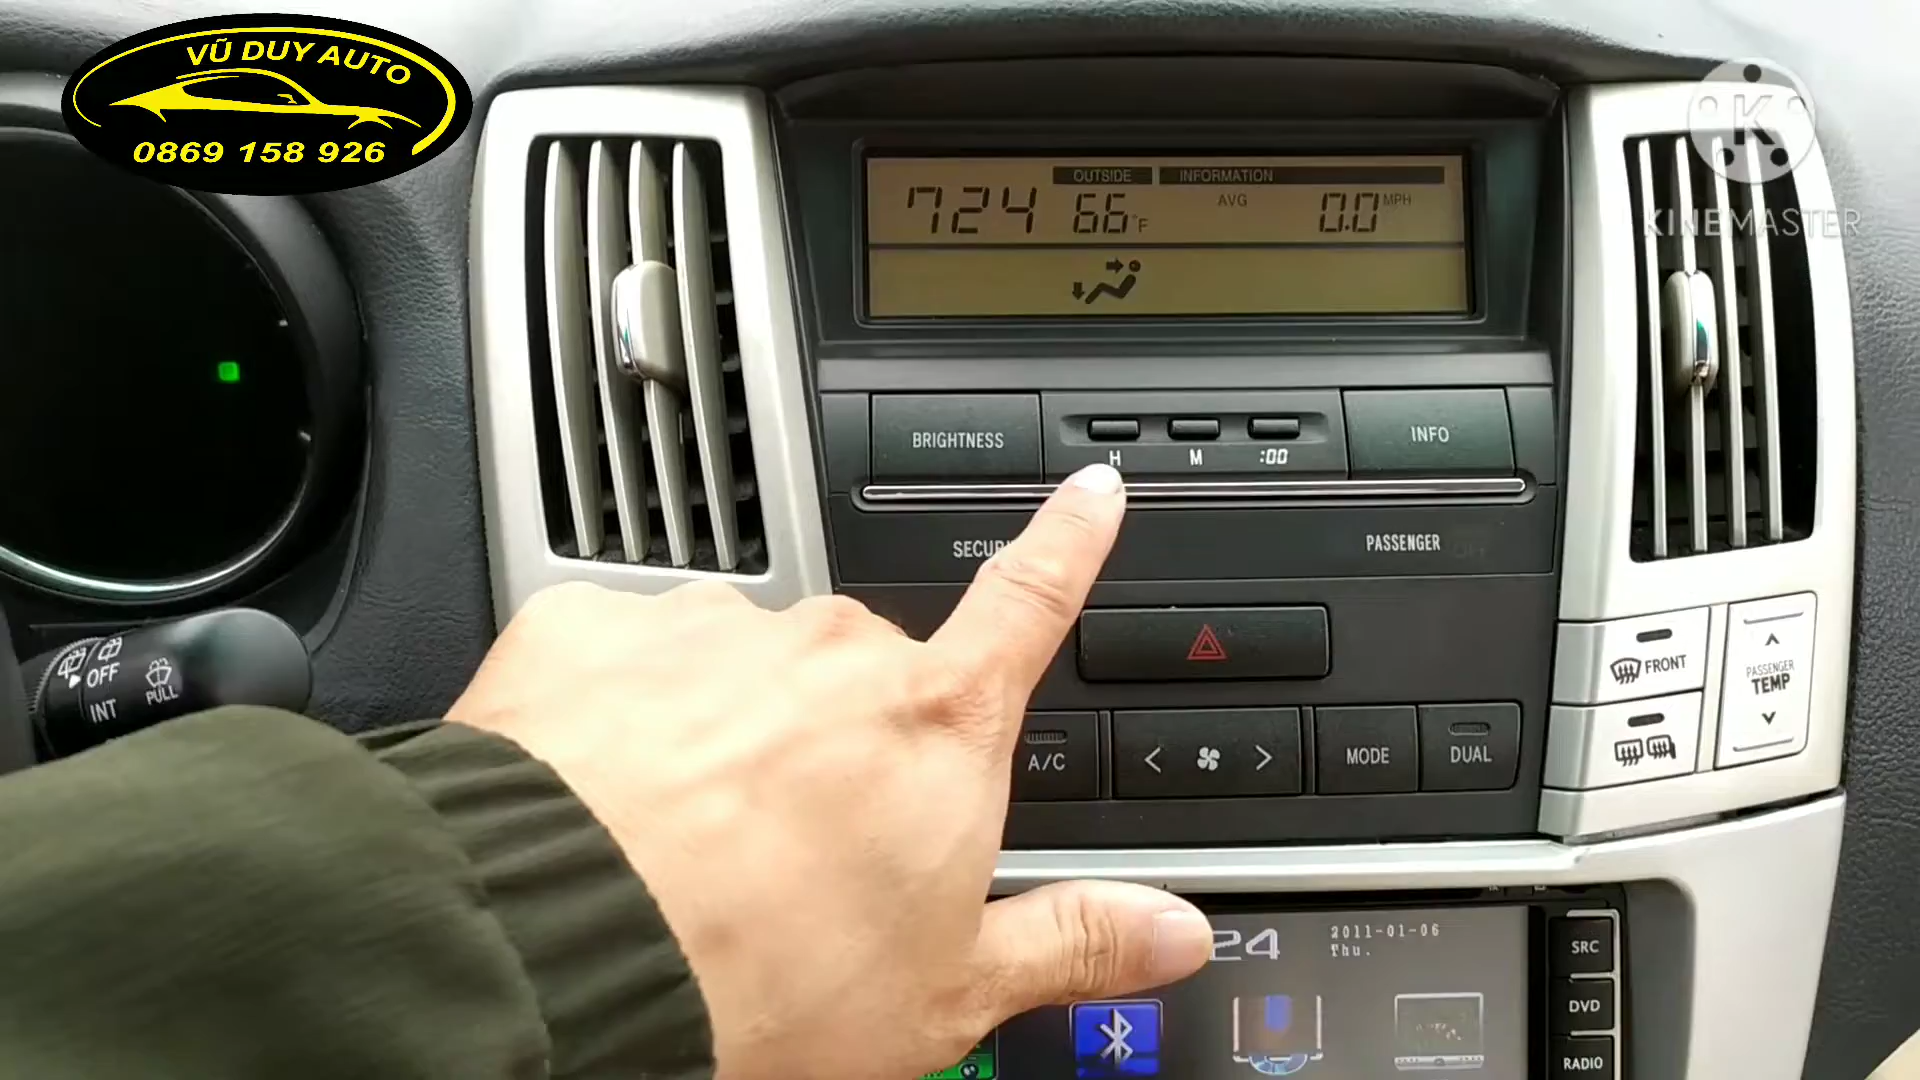 VŨ DUY AUTO
0869 158 926
KINEMASTER
OUTSIDE INFORMATION
724 66°F AVG 0.0 MPH
BRIGHTNESS
H M :00
INFO
PASSENGER
OFF
INT
PULL
FRONT
PASSENGER
TEMP
A/C
MODE
DUAL
24
2011-01-06
Thu.
SRC
DVD
RADIO